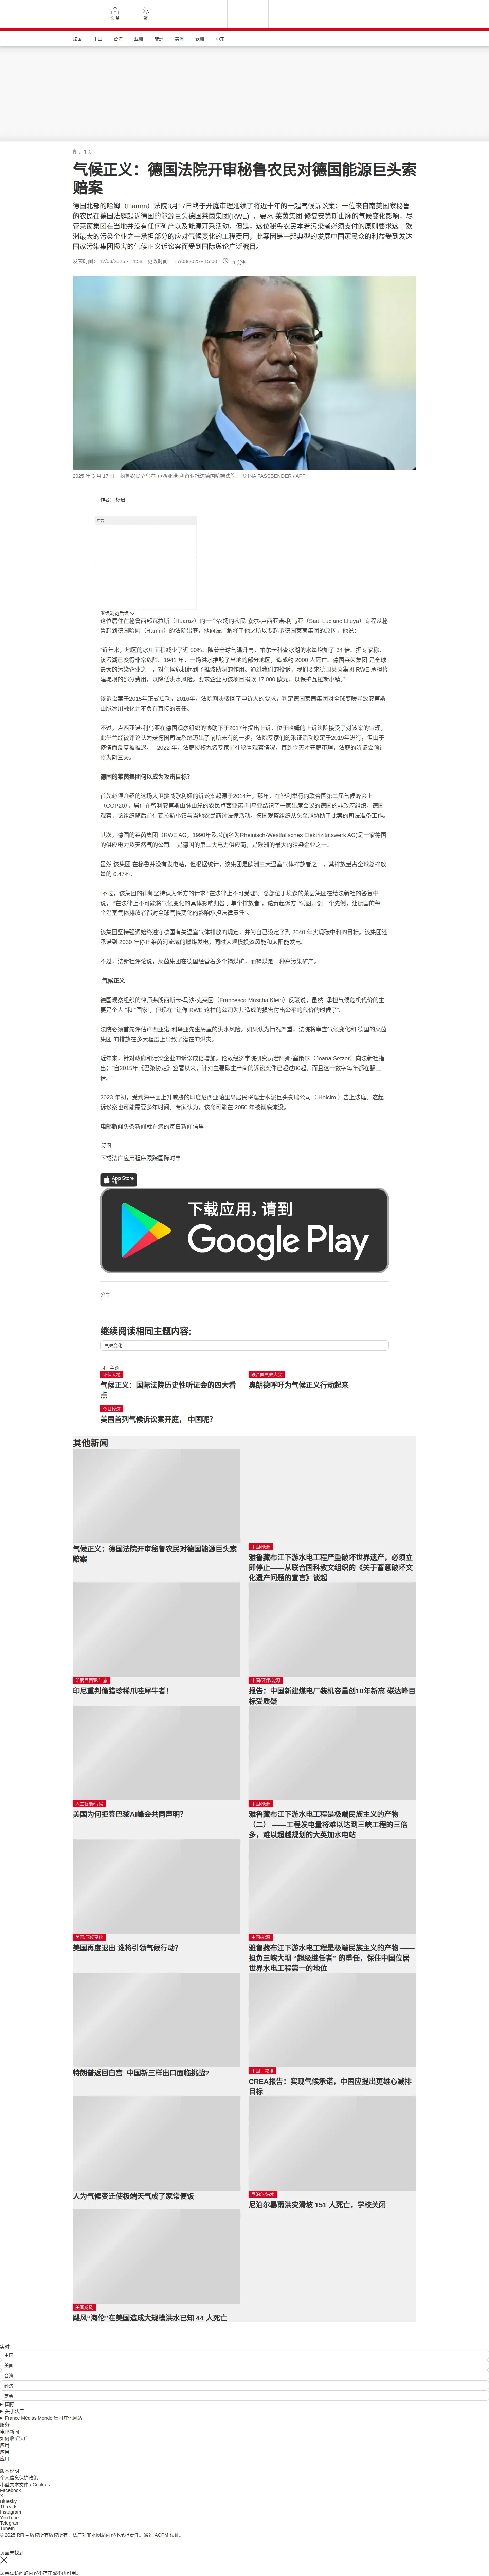 头条
繁
法国
中国
台海
亚洲
非洲
美洲
欧洲
中东
/ 生态
气候正义：德国法院开审秘鲁农民对德国能源巨头索
赔案
德国北部的哈姆（Hamm）法院3月17日终于开庭审理延续了将近十年的一起气候诉讼案；一位来自南美国家秘鲁
的农民在德国法庭起诉德国的能源巨头德国莱茵集团(RWE) ，要求 莱茵集团 修复安第斯山脉的气候变化影响，尽
管莱茵集团在当地并没有任何矿产以及能源开采活动，但是，这位秘鲁农民本着污染者必须支付的原则要求这一欧
洲最大的污染企业之一承担部分的应对气候变化的工程费用，此案因是一起典型的发展中国家民众的利益受到发达
国家污染集团损害的气候正义诉讼案而受到国际舆论广泛瞩目。
发表时间： 17/03/2025 - 14:56 更改时间： 17/03/2025 - 15:00 11 分钟
2025 年 3 月 17 日，秘鲁农民萨乌尔-卢西亚诺-利留亚抵达德国哈姆法院。 © INA FASSBENDER / AFP
作者： 杨眉
广告
继续浏览后续
这位居住在秘鲁西部瓦拉斯（Huaraz）的一个农场的农民 索尔-卢西亚诺-利乌亚（Saul Luciano Lliuya）专程从秘
鲁赶到德国哈姆（Hamm）的法院出庭，他向法广解释了他之所以要起诉德国莱茵集团的原因，他说：
“近年来，地区的冰川面积减少了近 50%。随着全球气温升高，帕尔卡科查冰湖的水量增加了 34 倍。据专家称，
该泻湖已变得非常危险。1941 年，一场洪水摧毁了当地的部分地区，造成约 2000 人死亡。德国莱茵集团 是全球
最大的污染企业之一，对气候危机起到了推波助澜的作用。通过我们的投诉，我们要求德国莱茵集团 RWE 承担修
建堤坝的部分费用，以降低洪水风险。要求企业为该项目捐款 17,000 欧元，以保护瓦拉斯小镇。”
该诉讼案于2015年正式启动。2016年，法院判决驳回了申诉人的要求，判定德国莱茵集团对全球变暖导致安第斯
山脉冰川融化并不负有直接的责任。
不过，卢西亚诺-利乌亚在德国观察组织的协助下于2017年提出上诉，位于哈姆的上诉法院接受了对该案的审理，
此举曾经被评论认为是德国司法系统迈出了前所未有的一步，法院专家们的采证活动原定于2019年进行，但由于
疫情而反复被推迟。 2022 年，法庭授权九名专家前往秘鲁观察情况，直到今天才开庭审理，法庭的听证会预计
将为期三天。
德国的莱茵集团何以成为攻击目标？
首先必须介绍的这场大卫挑战歌利娅的诉讼案起源于2014年，那年，在智利举行的联合国第二届气候峰会上
（COP20），居住在智利安第斯山脉山麓的农民卢西亚诺-利乌亚结识了一家出席会议的德国的非政府组织，德国
观察，该组织随后前往瓦拉斯小镇与当地农民商讨法律活动。德国观察组织从头至尾协助了此案的司法准备工作。
其次，德国的莱茵集团（RWE AG，1990年及以前名为Rheinisch-Westfälisches Elektrizitätswerk AG)是一家德国
的供应电力及天然气的公司。 是德国的第二大电力供应商，是欧洲的最大的污染企业之一。
虽然 该集团 在秘鲁并没有发电站，但根据统计，该集团是欧洲三大温室气体排放者之一，其排放量占全球总排放
量的 0.47%。
不过，该集团的律师坚持认为诉方的请求 “在法律上不可受理”。总部位于埃森的莱茵集团在给法新社的答复中
说， “在法律上不可能将气候变化的具体影响归咎于单个排放者”。谴责起诉方 “试图开创一个先例，让德国的每一
个温室气体排放者都对全球气候变化的影响承担法律责任”。
该集团坚持强调始终遵守德国有关温室气体排放的规定，并为自己设定了到 2040 年实现碳中和的目标。该集团还
承诺到 2030 年停止莱茵河流域的燃煤发电，同时大规模投资风能和太阳能发电。
不过，法新社评论说，莱茵集团在德国经营着多个褐煤矿，而褐煤是一种高污染矿产。
气候正义
德国观察组织的律师弗朗西斯卡-马沙-克莱因（Francesca Mascha Klein）反驳说，虽然 “承担气候危机代价的主
要是个人 ”和 “国家”，但现在 “让像 RWE 这样的公司为其造成的损害付出公平的代价的时候了”。
法院必须首先评估卢西亚诺-利乌亚先生房屋的洪水风险。如果认为情况严重，法院将审查气候变化和 德国的莱茵
集团 的排放在多大程度上导致了潜在的洪灾。
近年来，针对政府和污染企业的诉讼成倍增加。伦敦经济学院研究员若阿娜·塞策尔（Joana Setzer）向法新社指
出：“自2015年《巴黎协定》签署以来，针对主要碳生产商的诉讼案件已超过80起，而且这一数字每年都在翻三
倍。”
2023 年初，受到海平面上升威胁的印度尼西亚帕里岛居民将瑞士水泥巨头豪瑞公司（ Holcim ）告上法庭。这起
诉讼案也可能需要多年时间。专家认为，该岛可能在 2050 年被彻底淹没。
电邮新闻头条新闻就在您的每日新闻信里
订阅
下载法广应用程序跟踪国际时事
App Store
下载
下载应用，请到
Google Play
分享 :
继续阅读相同主题内容:
气候变化
同一主题
环保天地
气候正义：国际法院历史性听证会的四大看
点
联合国气候大会
奥朗德呼吁为气候正义行动起来
今日经济
美国首列气候诉讼案开庭， 中国呢？
其他新闻
气候正义：德国法院开审秘鲁农民对德国能源巨头索
赔案
中国/能源
雅鲁藏布江下游水电工程严重破坏世界遗产，必须立
即停止——从联合国科教文组织的《关于蓄意破坏文
化遗产问题的宣言》谈起
印度尼西亚/生态
印尼重判偷猎珍稀爪哇犀牛者！
中国/环保/能源
报告：中国新建煤电厂装机容量创10年新高 碳达峰目
标受质疑
人工智能/气候
美国为何拒签巴黎AI峰会共同声明？
中国/能源
雅鲁藏布江下游水电工程是极端民族主义的产物
（二） ——工程发电量将难以达到三峡工程的三倍
多，难以超越规划的大英加水电站
美国/气候变化
美国再度退出 谁将引领气候行动？
中国/能源
雅鲁藏布江下游水电工程是极端民族主义的产物 ——
担负三峡大坝 “超级继任者” 的重任，保住中国位居
世界水电工程第一的地位
特朗普返回白宫 中国新三样出口面临挑战？
中国，减排
CREA报告：实现气候承诺，中国应提出更雄心减排
目标
人为气候变迁使极端天气成了家常便饭
尼泊尔/洪水
尼泊尔暴雨洪灾滑坡 151 人死亡，学校关闭
美国飓风
飓风"海伦"在美国造成大规模洪水已知 44 人死亡
实时
中国
美国
台湾
经济
商业
国际
关于法广
France Médias Monde 集团其他网站
服务
电邮新闻
如何收听法广
应用
应用
应用
版本说明
个人信息保护政策
小型文本文件 / Cookies
Facebook
X
Bluesky
Threads
Instagram
YouTube
Telegram
TuneIn
© 2025 RFI – 版权所有版权所有。法广对非本网站内容不承担责任。通过 ACPM 认证。
页面未找到
您尝试访问的内容不存在或不再可用。